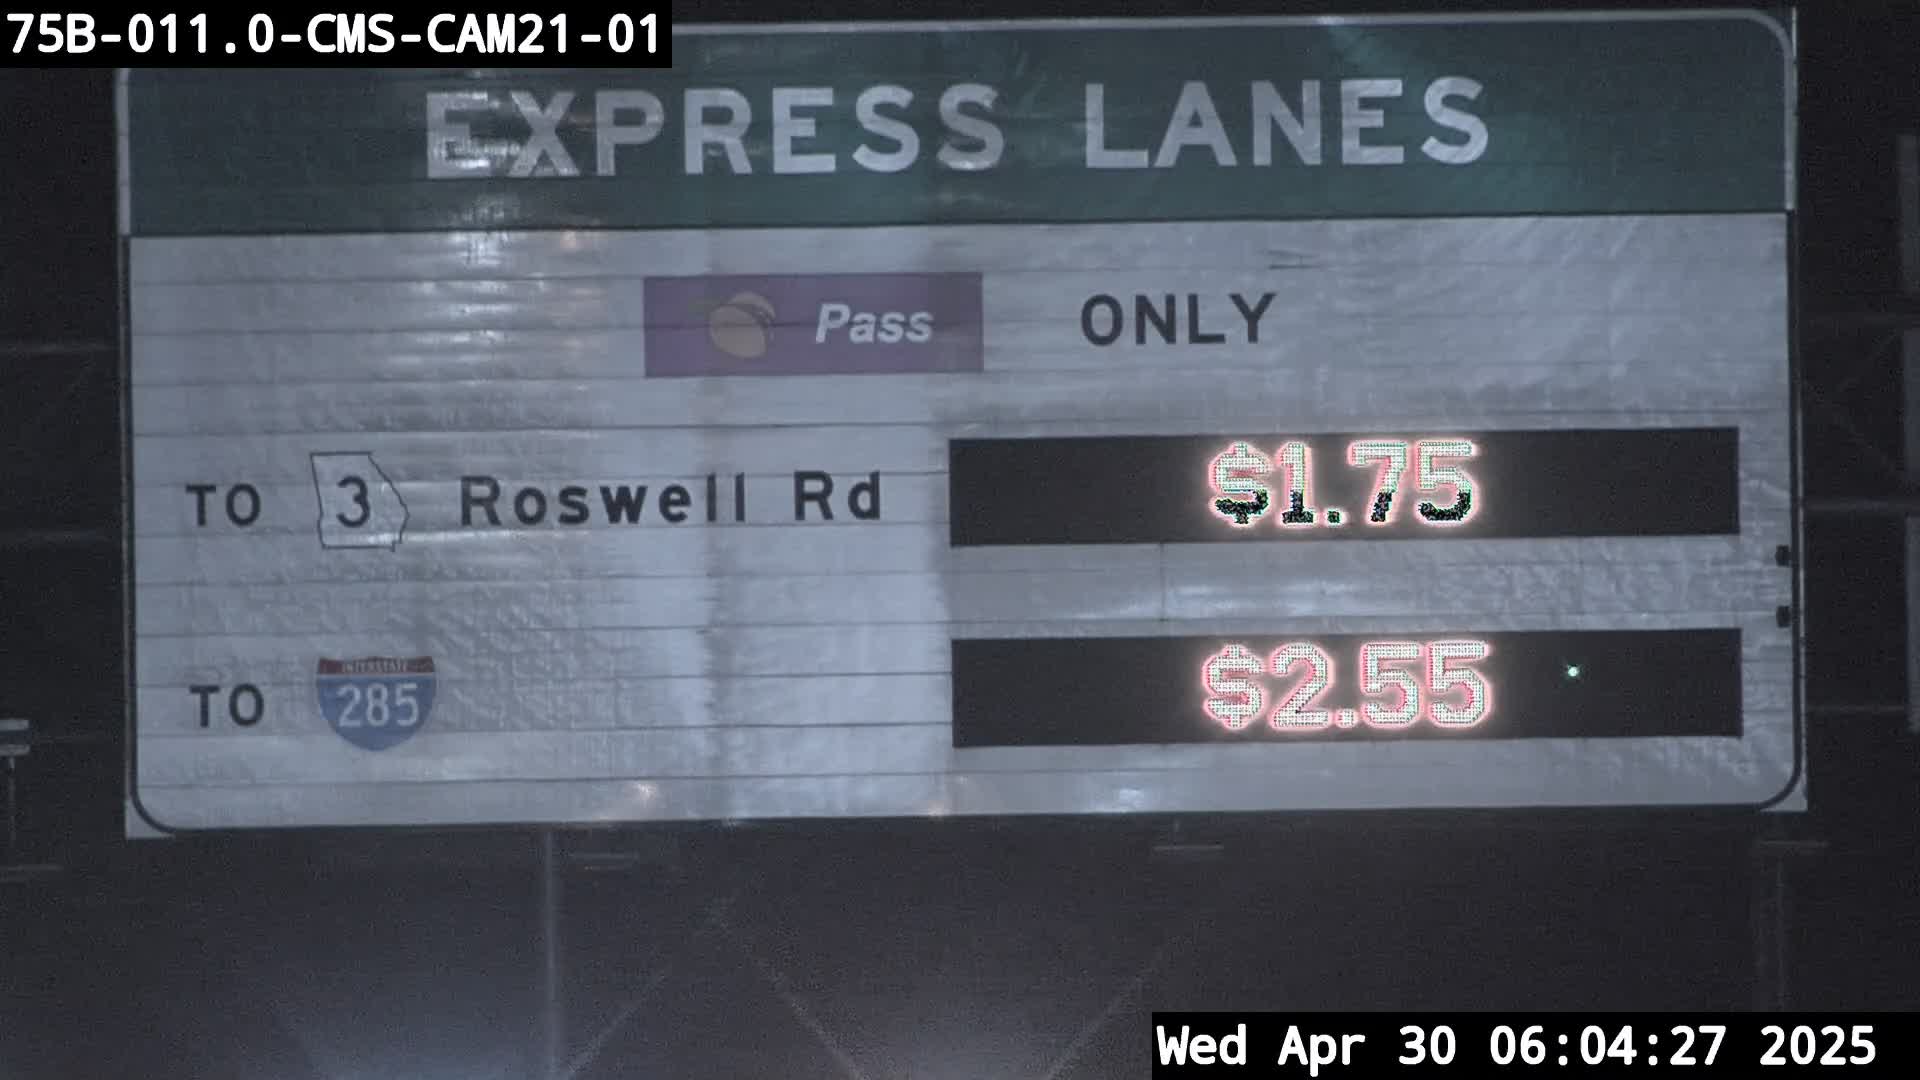 75B-011.0-CMS-CAM21-01
EXPRESS LANES
Pass ONLY
TO 3 Roswell Rd $1.75
INTERSTATE
TO 285 $2.55
Wed Apr 30 06:04:27 2025